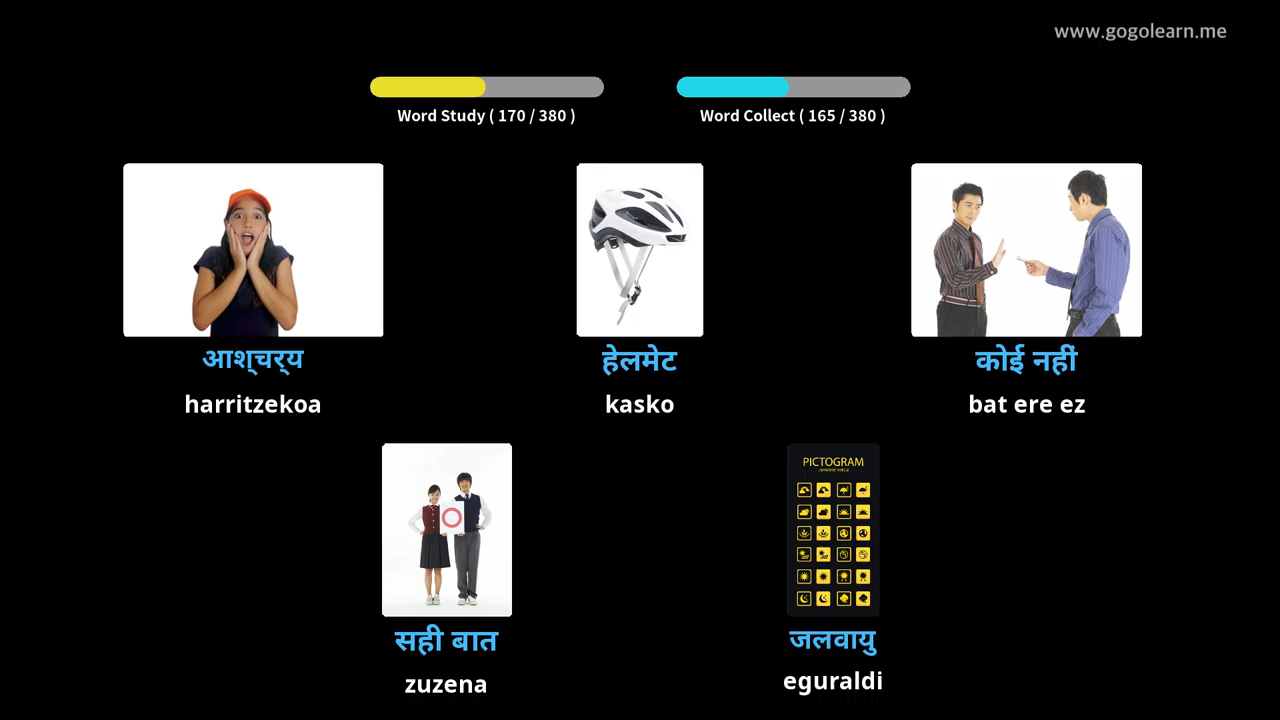 www.gogolearn.me
Word Study ( 170 / 380 )
Word Collect ( 165 / 380 )
आश्चर्य
harritzekoa
हेलमेट
kasko
कोई नहीं
bat ere ez
PICTOGRAM
सही बात
zuzena
जलवायु
eguraldi